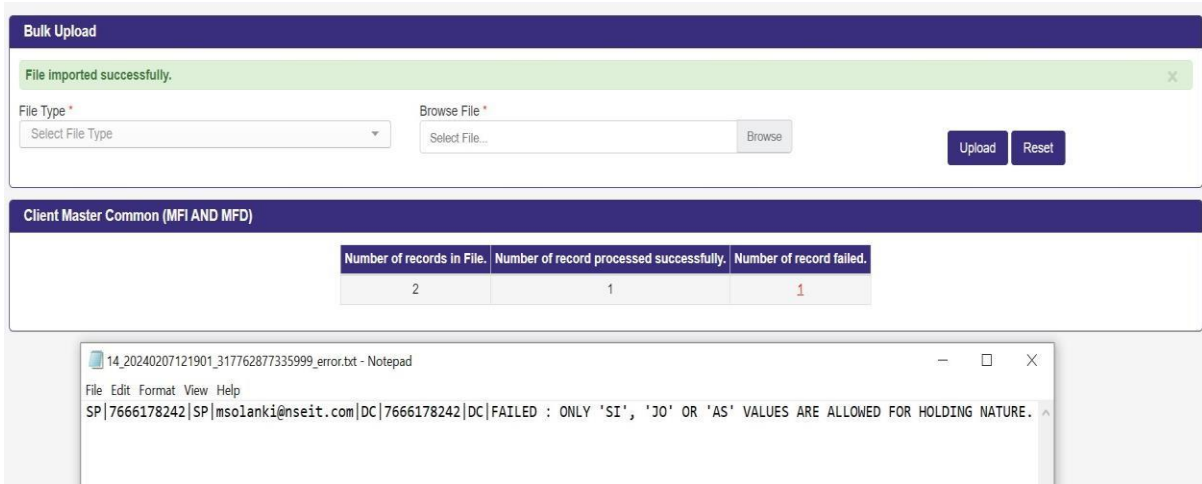 Bulk Upload
File imported successfully.
X
File Type *
Browse File *
Select File Type
Select File...
Browse
Upload
Reset
Client Master Common (MFI AND MFD)
Number of records in File. Number of record processed successfully. Number of record failed.
2 1 1
14_20240207121901_317762877335999_error.txt - Notepad
File Edit Format View Help
SP|7666178242|SP|msolanki@nseit.com|DC|7666178242|DC|FAILED : ONLY 'SI', 'JO' OR 'AS' VALUES ARE ALLOWED FOR HOLDING NATURE.